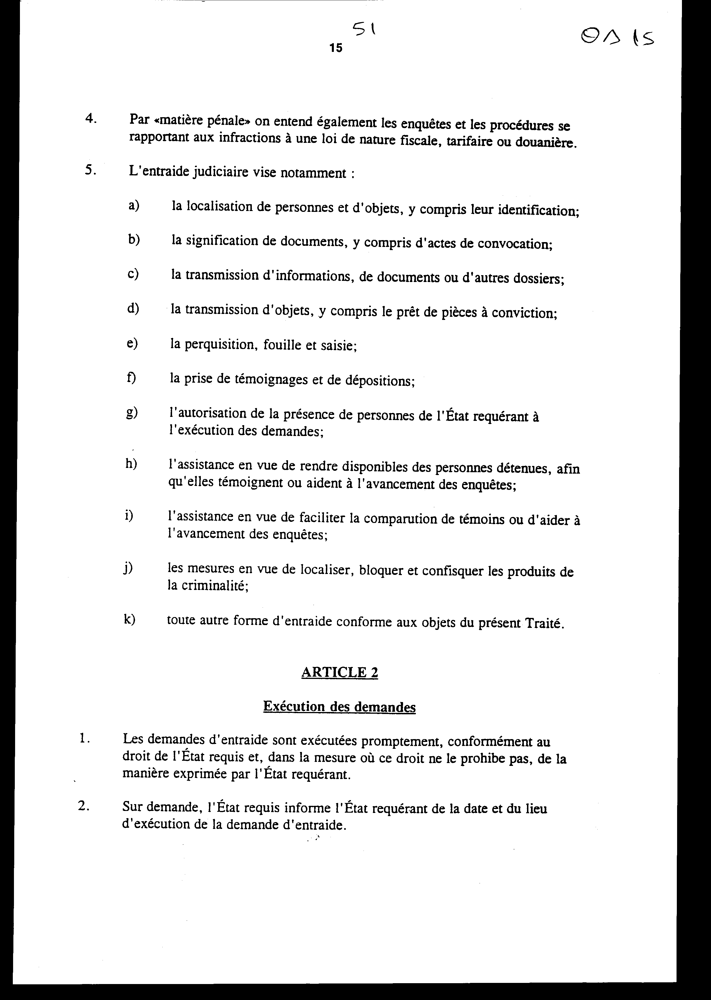 51
15
4. Par «matière pénale» on entend également les enquêtes et les procédures se
rapportant aux infractions à une loi de nature fiscale, tarifaire ou douanière.
5. L'entraide judiciaire vise notamment :
a) la localisation de personnes et d'objets, y compris leur identification;
b) la signification de documents, y compris d'actes de convocation;
c) la transmission d'informations, de documents ou d'autres dossiers;
d) la transmission d'objets, y compris le prêt de pièces à conviction;
e) la perquisition, fouille et saisie;
f) la prise de témoignages et de dépositions;
g) l'autorisation de la présence de personnes de l'État requérant à
l'exécution des demandes;
h) l'assistance en vue de rendre disponibles des personnes détenues, afin
qu'elles témoignent ou aident à l'avancement des enquêtes;
i) l'assistance en vue de faciliter la comparution de témoins ou d'aider à
l'avancement des enquêtes;
j) les mesures en vue de localiser, bloquer et confisquer les produits de
la criminalité;
k) toute autre forme d'entraide conforme aux objets du présent Traité.
ARTICLE 2
Exécution des demandes
1. Les demandes d'entraide sont exécutées promptement, conformément au
droit de l'État requis et, dans la mesure où ce droit ne le prohibe pas, de la
manière exprimée par l'État requérant.
2. Sur demande, l'État requis informe l'État requérant de la date et du lieu
d'exécution de la demande d'entraide.